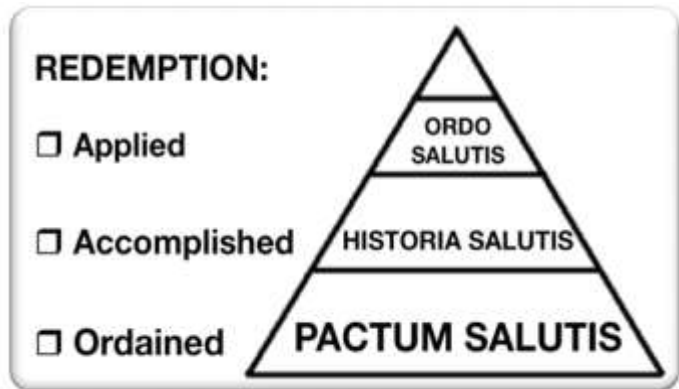 REDEMPTION:
❒ Applied
ORDO
SALUTIS
❒ Accomplished
HISTORIA SALUTIS
❒ Ordained
PACTUM SALUTIS